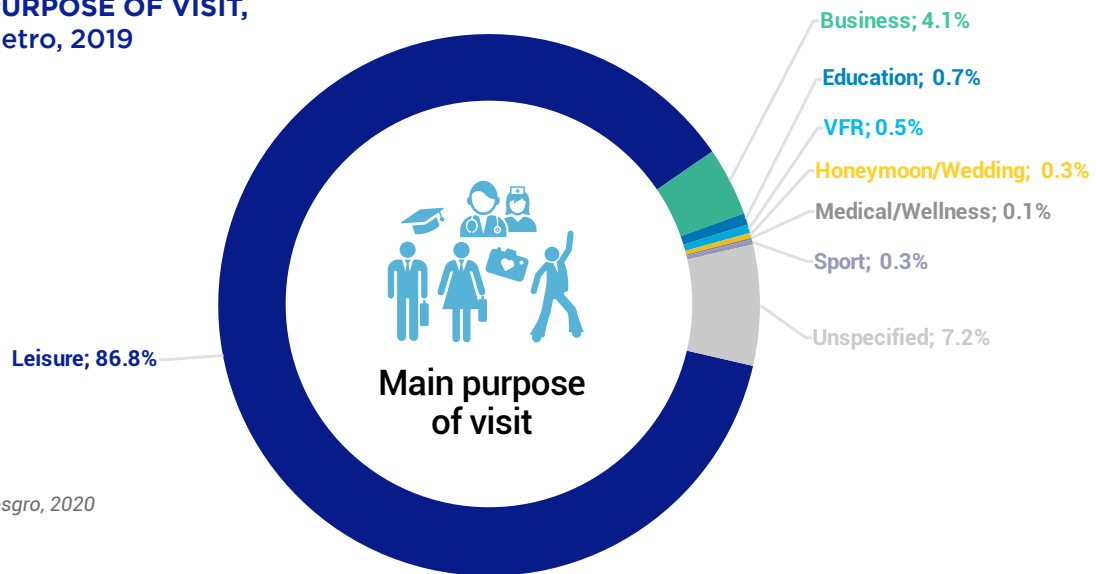 PURPOSE OF VISIT,
etro, 2019
Business; 4.1%
Education; 0.7%
VFR; 0.5%
Honeymoon/Wedding; 0.3%
Medical/Wellness; 0.1%
Sport; 0.3%
Unspecified; 7.2%
Leisure; 86.8%
Main purpose
of visit
sgro, 2020